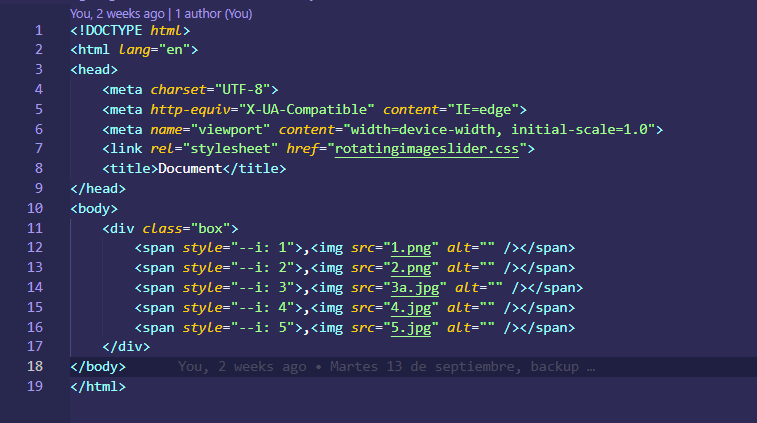 You, 2 weeks ago | 1 author (You)
1 <!DOCTYPE html>
2 <html lang="en">
3 <head>
4 <meta charset="UTF-8">
5 <meta http-equiv="X-UA-Compatible" content="IE=edge">
6 <meta name="viewport" content="width=device-width, initial-scale=1.0">
7 <link rel="stylesheet" href="rotatingimageslider.css">
8 <title>Document</title>
9 </head>
10 <body>
11 <div class="box">
12 <span style="--i: 1">,<img src="1.png" alt="" /></span>
13 <span style="--i: 2">,<img src="2.png" alt="" /></span>
14 <span style="--i: 3">,<img src="3a.jpg" alt="" /></span>
15 <span style="--i: 4">,<img src="4.jpg" alt="" /></span>
16 <span style="--i: 5">,<img src="5.jpg" alt="" /></span>
17 </div>
18 </body> You, 2 weeks ago • Martes 13 de septiembre, backup …
19 </html>